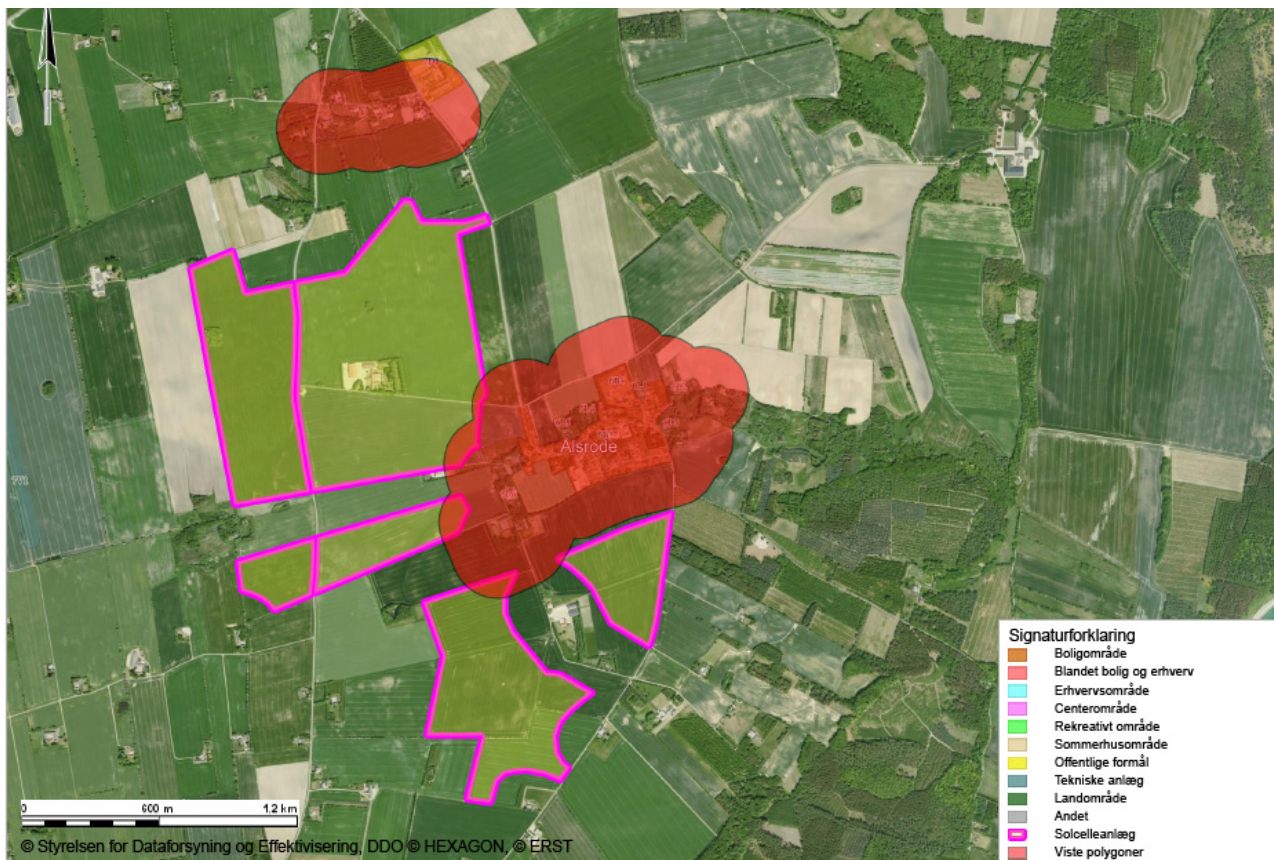 Alsrode
Signaturforklaring
Boligområde
Blandet bolig og erhverv
Erhvervsområde
Centerområde
Rekreativt område
Sommerhusområde
Offentlige formål
Tekniske anlæg
Landområde
Andet
Solcelleanlæg
Viste polygoner
0 600 m 1,2 km
© Styrelsen for Dataforsyning og Effektivisering, DDO © HEXAGON, © ERST